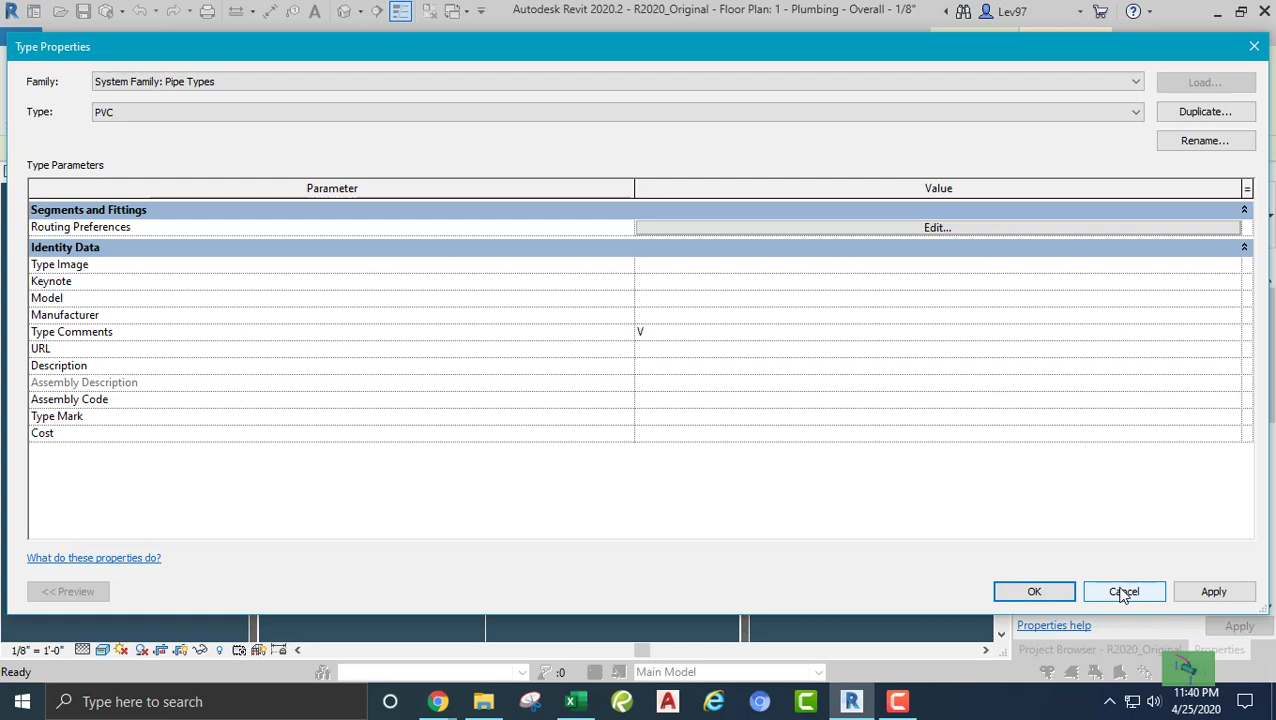 Autodesk Revit 2020.2 - R2020_Original - Floor Plan: 1 - Plumbing - Overall - 1/8"
Lev97
Type Properties
Family:
System Family: Pipe Types
Load...
Type:
PVC
Duplicate...
Rename...
Type Parameters
Parameter
Value
=
Segments and Fittings
Routing Preferences
Edit...
Identity Data
Type Image
Keynote
Model
Manufacturer
Type Comments
V
URL
Description
Assembly Description
Assembly Code
Type Mark
Cost
What do these properties do?
<< Preview
OK
Cancel
Apply
Properties help
Apply
1/8" = 1'-0"
Project Browser - R2020_Original
Properties
Ready
:0
Main Model
Type here to search
11:40 PM
4/25/2020